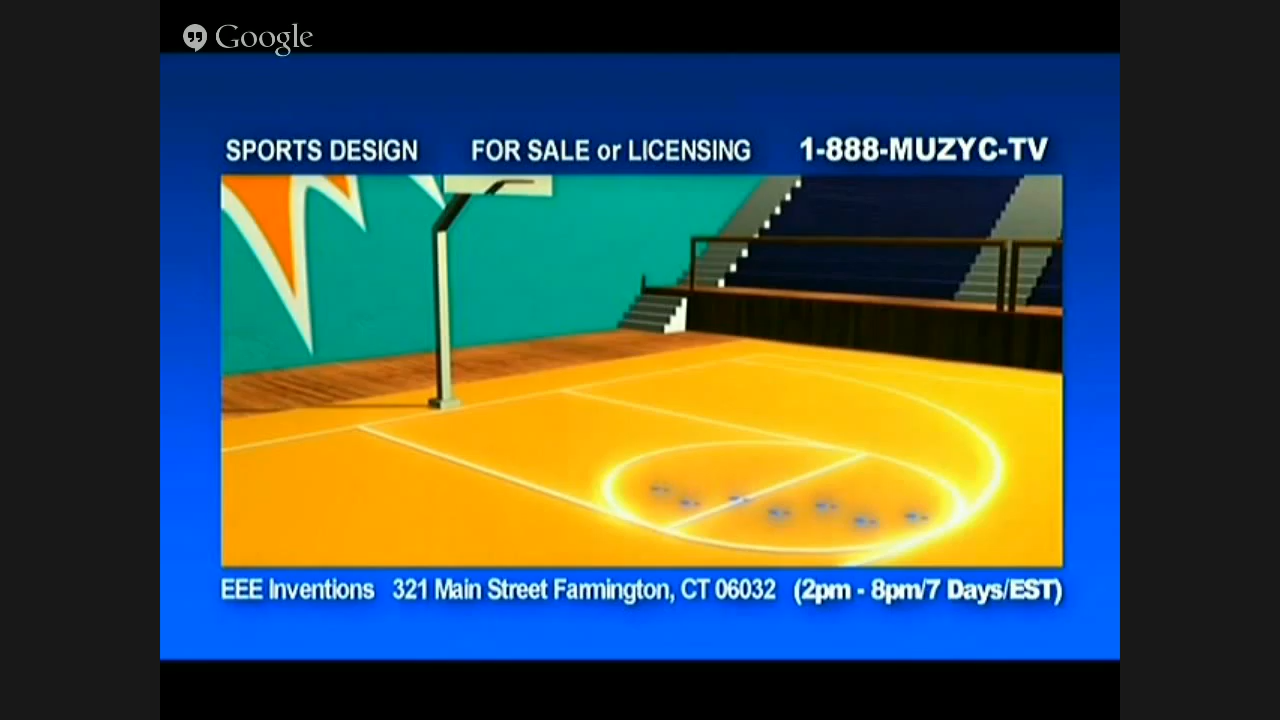 Google
SPORTS DESIGN FOR SALE or LICENSING 1-888-MUZYC-TV
EEE Inventions 321 Main Street Farmington, CT 06032 (2pm - 8pm/7 Days/EST)